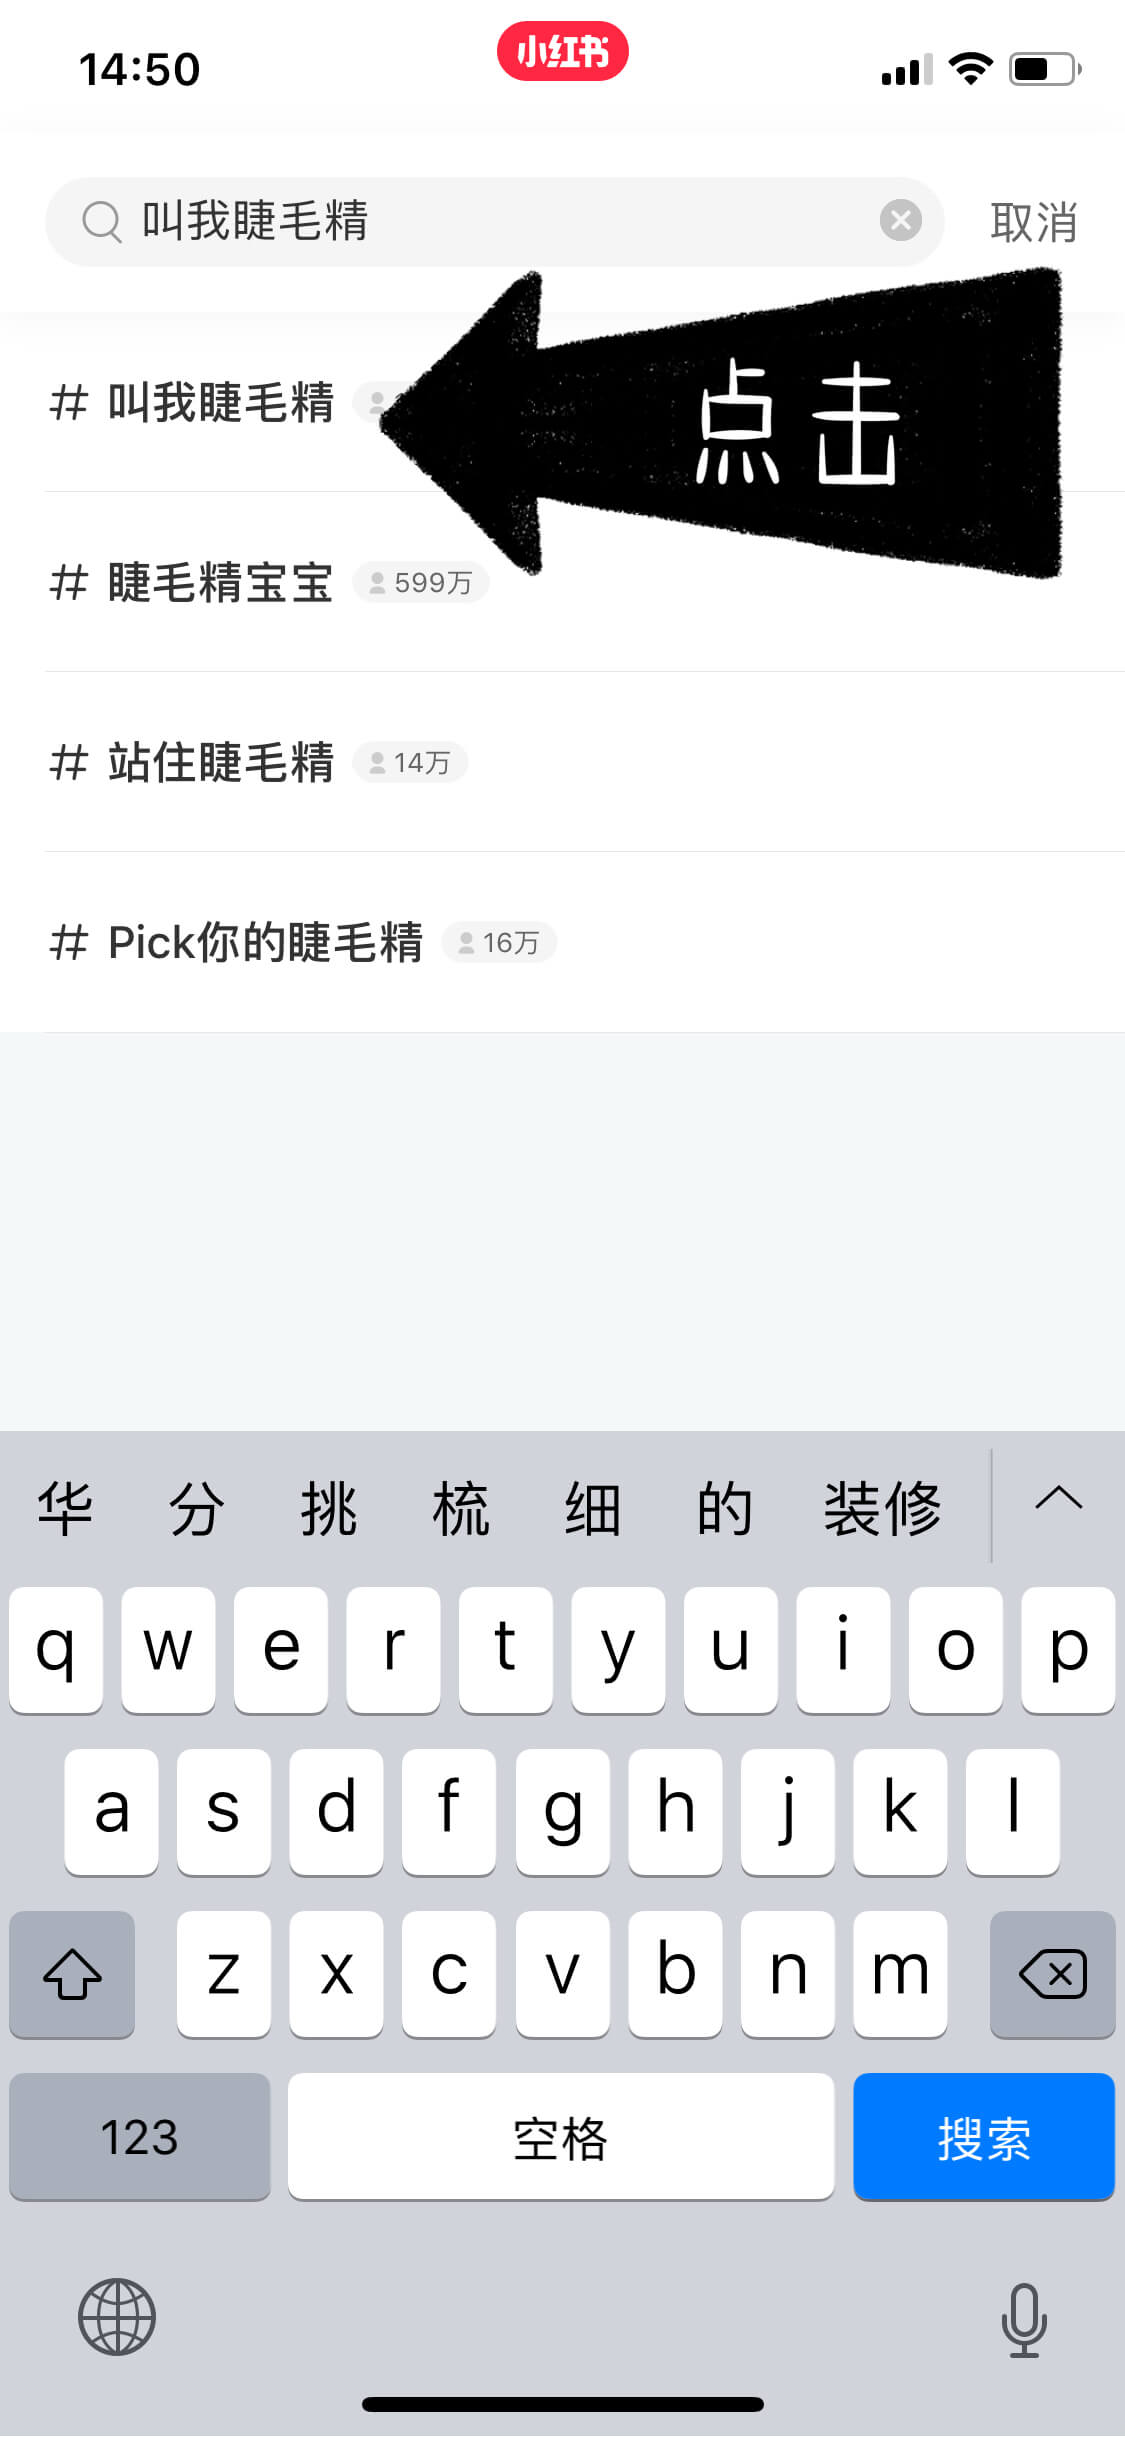 14:50
小红书
叫我睫毛精
取消
# 叫我睫毛精
点击
# 睫毛精宝宝 599万
# 站住睫毛精 14万
# Pick你的睫毛精 16万
华 分 挑 梳 细 的 装修
q w e r t y u i o p
a s d f g h j k l
z x c v b n m
123 空格 搜索